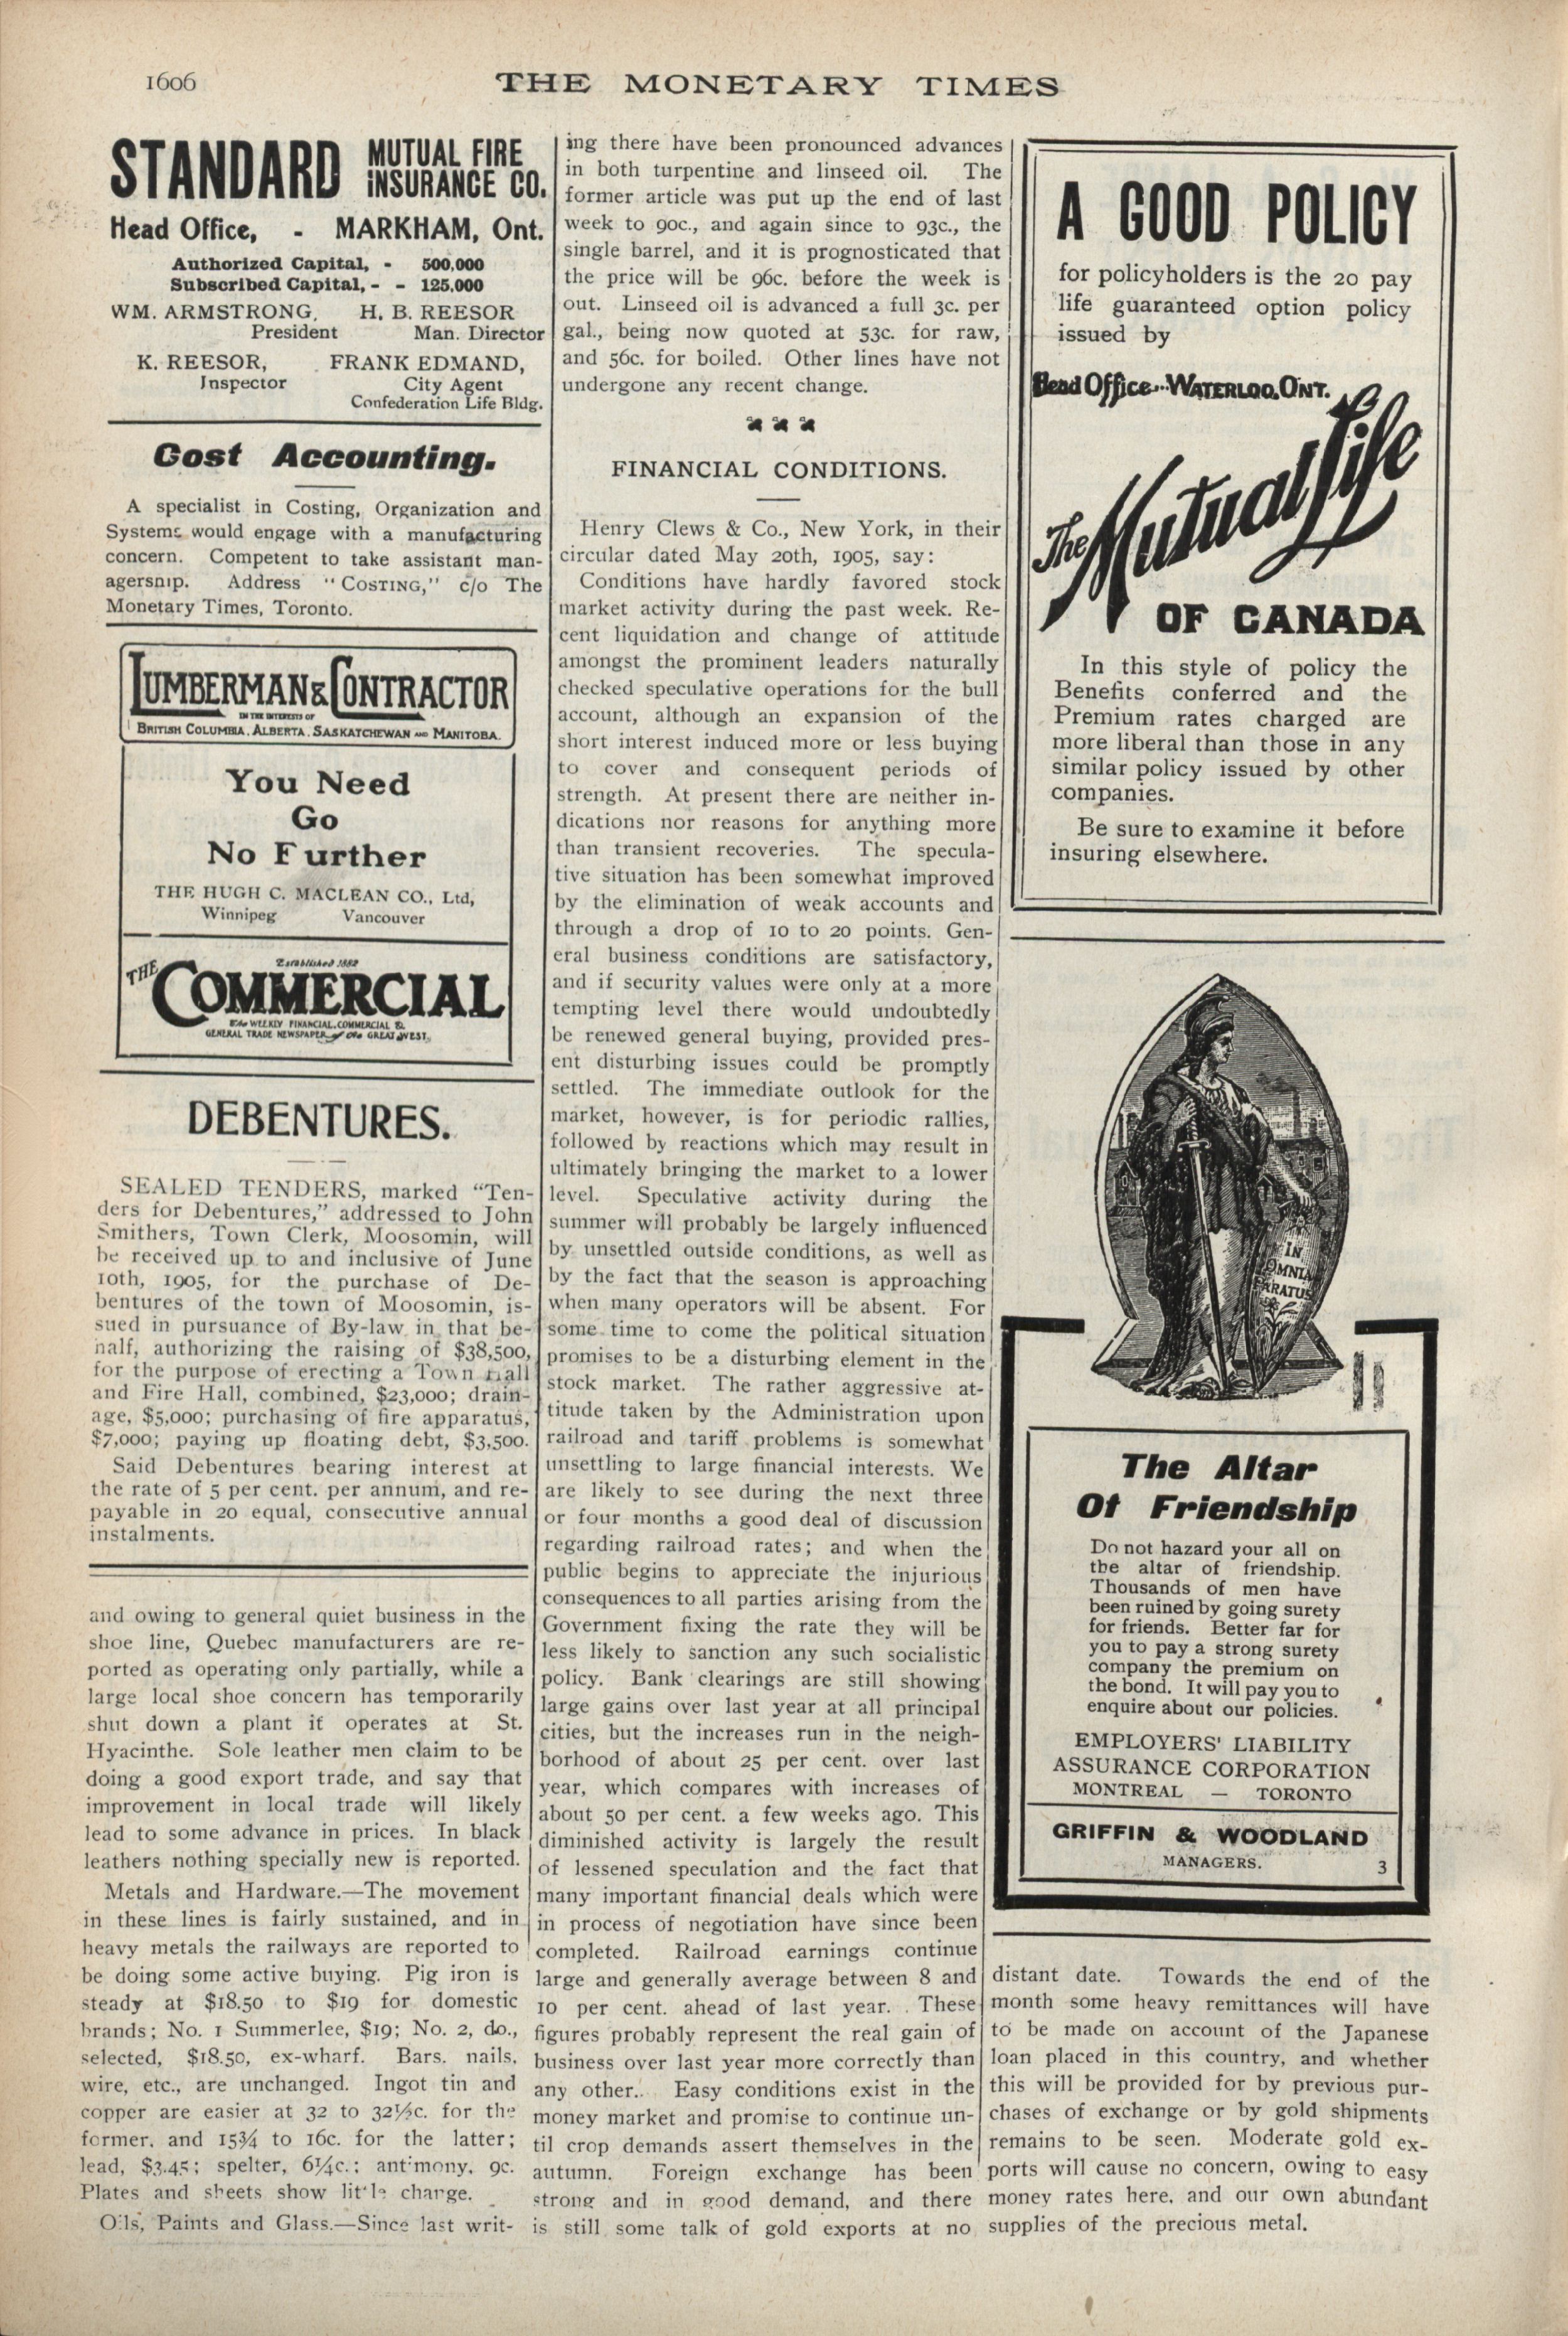 1606
THE MONETARY TIMES
STANDARD MUTUAL FIRE INSURANCE CO.
Head Office, - MARKHAM, Ont.
Authorized Capital, - 500,000
Subscribed Capital, - - 125,000
WM. ARMSTRONG, H. B. REESOR
President Man. Director
K. REESOR, FRANK EDMAND,
Inspector City Agent
Confederation Life Bldg.
Cost Accounting.
A specialist in Costing, Organization and
Systems would engage with a manufacturing
concern. Competent to take assistant man-
agersnip. Address "COSTING," c/o The
Monetary Times, Toronto.
LUMBERMAN & CONTRACTOR
IN THE INTERESTS OF
BRITISH COLUMBIA. ALBERTA. SASKATCHEWAN AND MANITOBA.
You Need
Go
No Further
THE HUGH C. MACLEAN CO., Ltd,
Winnipeg Vancouver
Established 1882
THE COMMERCIAL
The WEEKLY FINANCIAL, COMMERCIAL &
GENERAL TRADE NEWSPAPER of the GREAT WEST.
DEBENTURES.
SEALED TENDERS, marked "Ten-
ders for Debentures," addressed to John
Smithers, Town Clerk, Moosomin, will
be received up to and inclusive of June
10th, 1905, for the purchase of De-
bentures of the town of Moosomin, is-
sued in pursuance of By-law in that be-
half, authorizing the raising of $38,500,
for the purpose of erecting a Town Hall
and Fire Hall, combined, $23,000; drain-
age, $5,000; purchasing of fire apparatus,
$7,000; paying up floating debt, $3,500.
Said Debentures bearing interest at
the rate of 5 per cent. per annum, and re-
payable in 20 equal, consecutive annual
instalments.
and owing to general quiet business in the
shoe line, Quebec manufacturers are re-
ported as operating only partially, while a
large local shoe concern has temporarily
shut down a plant it operates at St.
Hyacinthe. Sole leather men claim to be
doing a good export trade, and say that
improvement in local trade will likely
lead to some advance in prices. In black
leathers nothing specially new is reported.
Metals and Hardware.—The movement
in these lines is fairly sustained, and in
heavy metals the railways are reported to
be doing some active buying. Pig iron is
steady at $18.50 to $19 for domestic
brands; No. 1 Summerlee, $19; No. 2, do.,
selected, $18.50, ex-wharf. Bars, nails,
wire, etc., are unchanged. Ingot tin and
copper are easier at 32 to 32½c. for the
former, and 15¾ to 16c. for the latter;
lead, $3.45; spelter, 6¼c.; antimony, 9c.
Plates and sheets show little change.
Oils, Paints and Glass.—Since last writ-
ing there have been pronounced advances
in both turpentine and linseed oil. The
former article was put up the end of last
week to 90c., and again since to 93c., the
single barrel, and it is prognosticated that
the price will be 96c. before the week is
out. Linseed oil is advanced a full 3c. per
gal., being now quoted at 53c. for raw,
and 56c. for boiled. Other lines have not
undergone any recent change.
FINANCIAL CONDITIONS.
Henry Clews & Co., New York, in their
circular dated May 20th, 1905, say:
Conditions have hardly favored stock
market activity during the past week. Re-
cent liquidation and change of attitude
amongst the prominent leaders naturally
checked speculative operations for the bull
account, although an expansion of the
short interest induced more or less buying
to cover and consequent periods of
strength. At present there are neither in-
dications nor reasons for anything more
than transient recoveries. The specula-
tive situation has been somewhat improved
by the elimination of weak accounts and
through a drop of 10 to 20 points. Gen-
eral business conditions are satisfactory,
and if security values were only at a more
tempting level there would undoubtedly
be renewed general buying, provided pres-
ent disturbing issues could be promptly
settled. The immediate outlook for the
market, however, is for periodic rallies,
followed by reactions which may result in
ultimately bringing the market to a lower
level. Speculative activity during the
summer will probably be largely influenced
by unsettled outside conditions, as well as
by the fact that the season is approaching
when many operators will be absent. For
some time to come the political situation
promises to be a disturbing element in the
stock market. The rather aggressive at-
titude taken by the Administration upon
railroad and tariff problems is somewhat
unsettling to large financial interests. We
are likely to see during the next three
or four months a good deal of discussion
regarding railroad rates; and when the
public begins to appreciate the injurious
consequences to all parties arising from the
Government fixing the rate they will be
less likely to sanction any such socialistic
policy. Bank clearings are still showing
large gains over last year at all principal
cities, but the increases run in the neigh-
borhood of about 25 per cent. over last
year, which compares with increases of
about 50 per cent. a few weeks ago. This
diminished activity is largely the result
of lessened speculation and the fact that
many important financial deals which were
in process of negotiation have since been
completed. Railroad earnings continue
large and generally average between 8 and
10 per cent. ahead of last year. These
figures probably represent the real gain of
business over last year more correctly than
any other. Easy conditions exist in the
money market and promise to continue un-
til crop demands assert themselves in the
autumn. Foreign exchange has been
strong and in good demand, and there
is still some talk of gold exports at no
A GOOD POLICY
for policyholders is the 20 pay
life guaranteed option policy
issued by
Head Office...WATERLOO, ONT.
The Mutual Life
OF CANADA
In this style of policy the
Benefits conferred and the
Premium rates charged are
more liberal than those in any
similar policy issued by other
companies.
Be sure to examine it before
insuring elsewhere.
IN
OMNIA
PARATUS
The Altar
Of Friendship
Do not hazard your all on
the altar of friendship.
Thousands of men have
been ruined by going surety
for friends. Better far for
you to pay a strong surety
company the premium on
the bond. It will pay you to
enquire about our policies.
EMPLOYERS' LIABILITY
ASSURANCE CORPORATION
MONTREAL — TORONTO
GRIFFIN & WOODLAND
MANAGERS. 3
distant date. Towards the end of the
month some heavy remittances will have
to be made on account of the Japanese
loan placed in this country, and whether
this will be provided for by previous pur-
chases of exchange or by gold shipments
remains to be seen. Moderate gold ex-
ports will cause no concern, owing to easy
money rates here, and our own abundant
supplies of the precious metal.